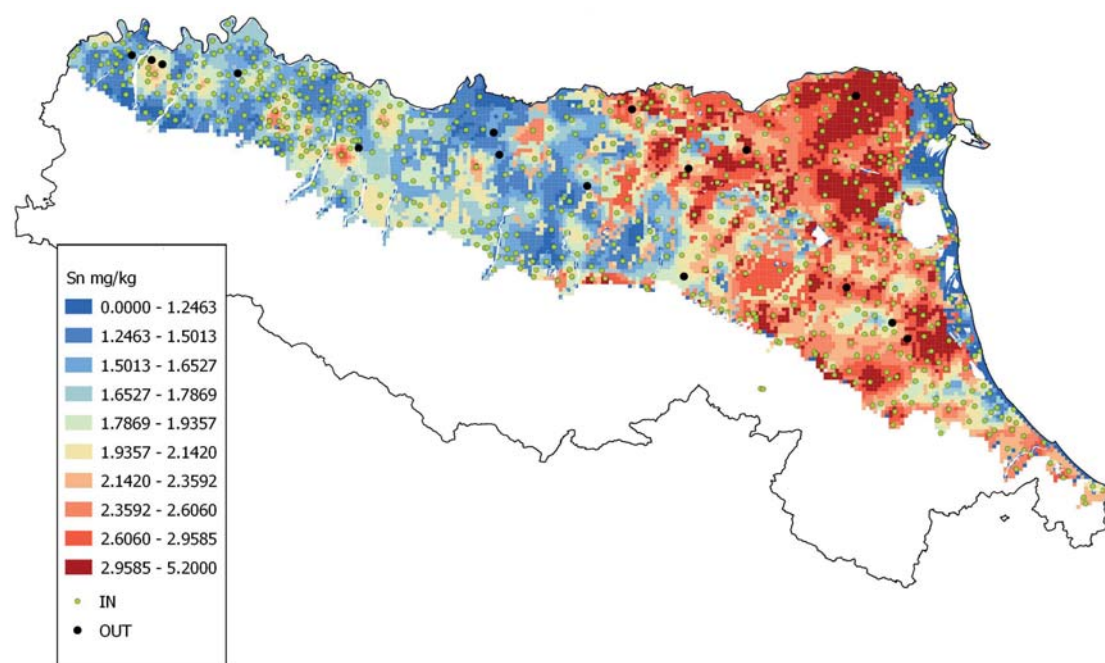 Sn mg/kg
0.0000 - 1.2463
1.2463 - 1.5013
1.5013 - 1.6527
1.6527 - 1.7869
1.7869 - 1.9357
1.9357 - 2.1420
2.1420 - 2.3592
2.3592 - 2.6060
2.6060 - 2.9585
2.9585 - 5.2000
IN
OUT